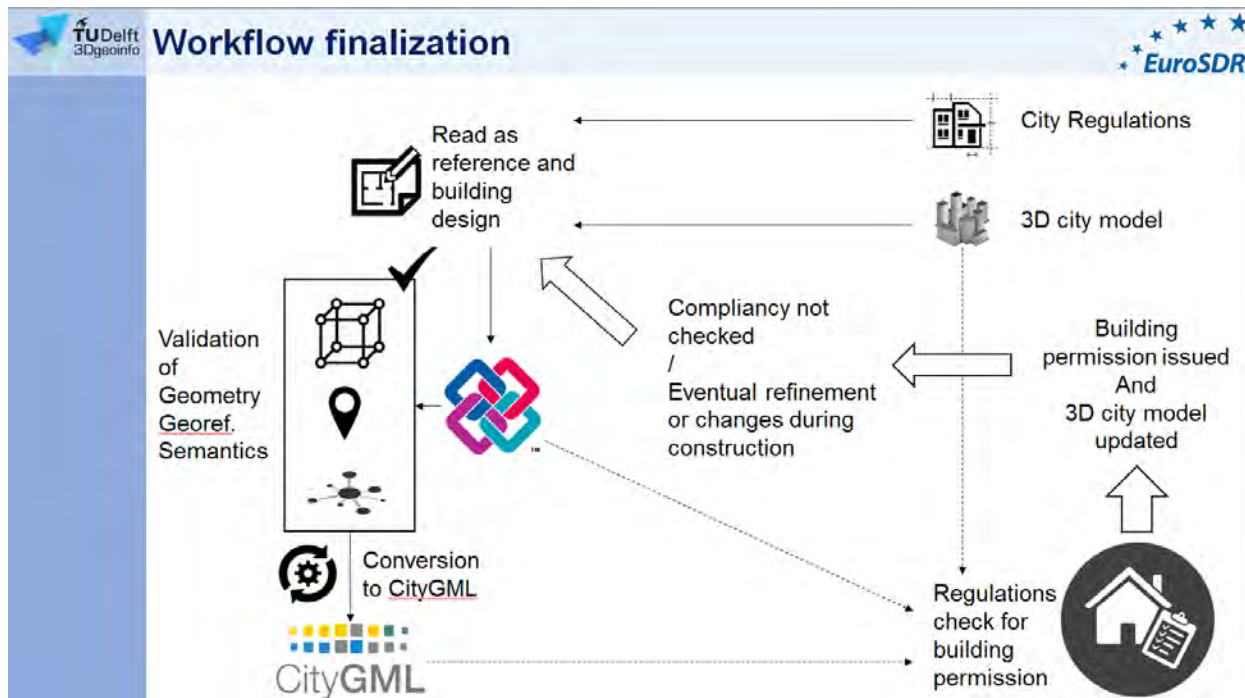 TUDelft
3Dgeoinfo
Workflow finalization
EuroSDR
City Regulations
Read as
reference and
building
design
3D city model
Compliancy not
checked
/
Eventual refinement
or changes during
construction
Building
permission issued
And
3D city model
updated
Validation
of
Geometry
Georef.
Semantics
TM
Conversion
to CityGML
CityGML
Regulations
check for
building
permission